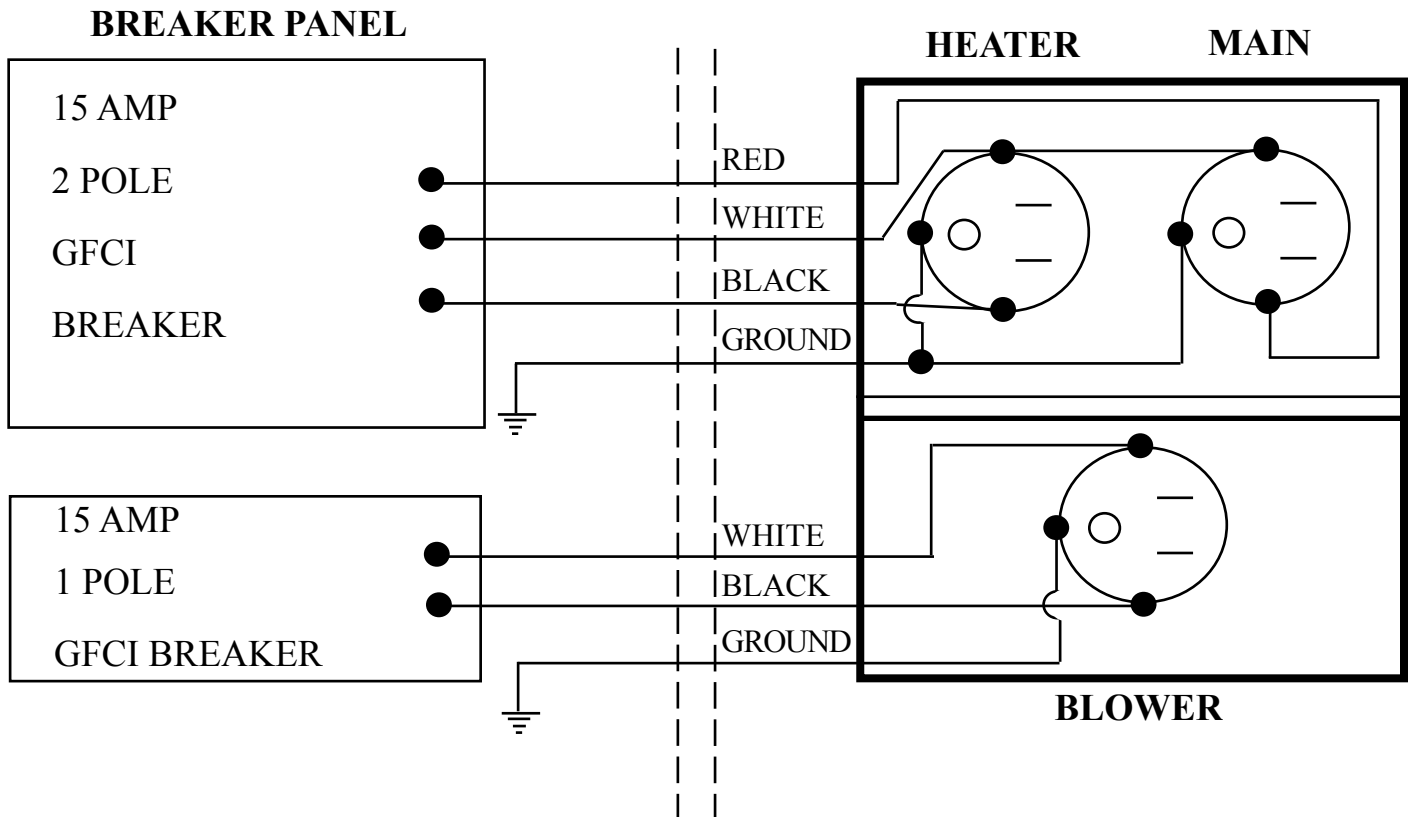 BREAKER PANEL
HEATER
MAIN
15 AMP
2 POLE
GFCI
BREAKER
RED
WHITE
BLACK
GROUND
15 AMP
1 POLE
GFCI BREAKER
WHITE
BLACK
GROUND
BLOWER